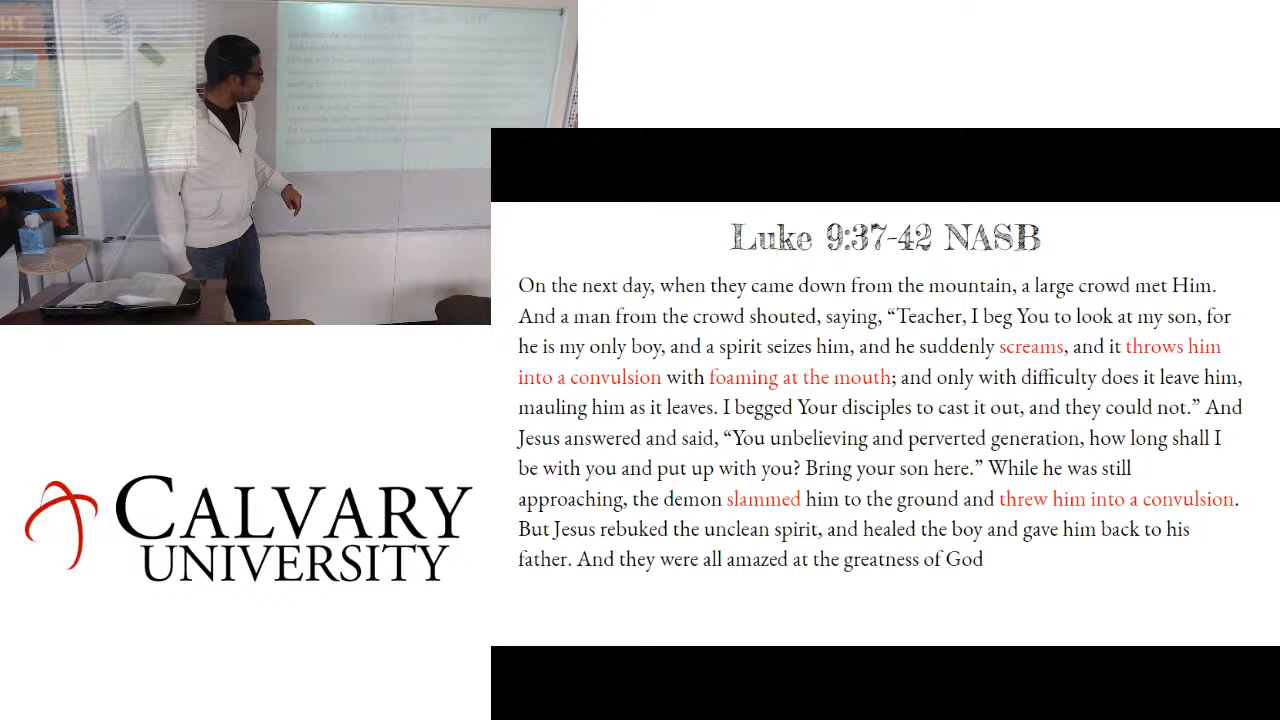 HT
Luke 9:37-42 NASB
On the next day, when they came down from the mountain, a large crowd met Him.
And a man from the crowd shouted, saying, “Teacher, I beg You to look at my son, for
he is my only boy, and a spirit seizes him, and he suddenly screams, and it throws him
into a convulsion with foaming at the mouth; and only with difficulty does it leave him,
mauling him as it leaves. I begged Your disciples to cast it out, and they could not.” And
Jesus answered and said, “You unbelieving and perverted generation, how long shall I
be with you and put up with you? Bring your son here.” While he was still
approaching, the demon slammed him to the ground and threw him into a convulsion.
But Jesus rebuked the unclean spirit, and healed the boy and gave him back to his
father. And they were all amazed at the greatness of God
CALVARY
UNIVERSITY